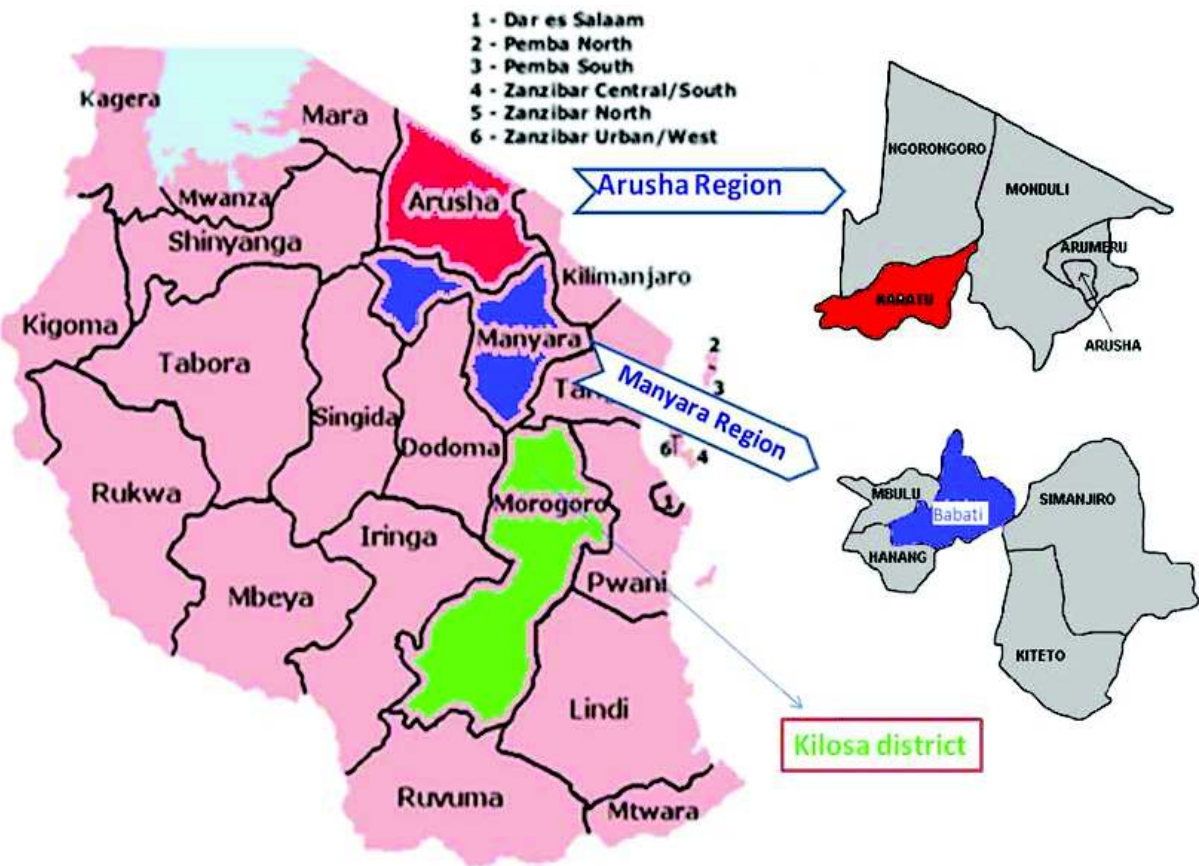 1 - Dar es Salaam
2 - Pemba North
3 - Pemba South
4 - Zanzibar Central/South
5 - Zanzibar North
6 - Zanzibar Urban/West
Kagera
Mara
Mwanza
Arusha
Shinyanga
Kilimanjaro
Kigoma
Tabora
Manyara
Singida
Dodoma
Rukwa
Morogoro
Iringa
Mbeya
Pwani
Lindi
Ruvuma
Mtwara
2
3
6
4
1
Arusha Region
NGORONGORO
MONDULI
ARUMERU
KARATU
ARUSHA
Manyara Region
MBULU
Babati
SIMANJIRO
HANANG
KITETO
Kilosa district